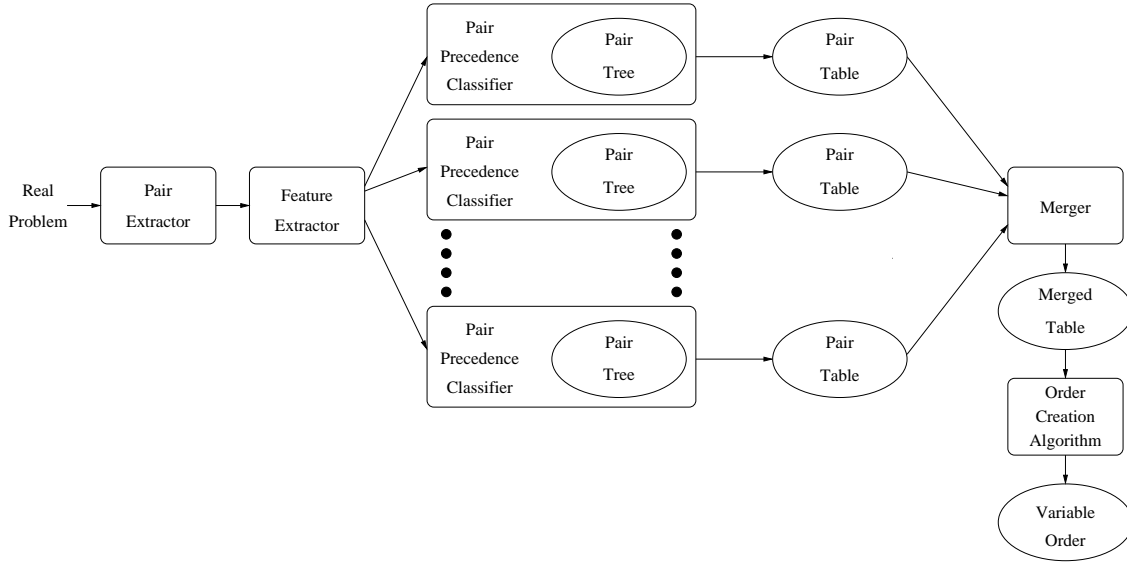 Real
Problem
Pair
Extractor
Feature
Extractor
Pair
Precedence
Classifier
Pair
Tree
Pair
Table
Pair
Precedence
Classifier
Pair
Tree
Pair
Table
Pair
Precedence
Classifier
Pair
Tree
Pair
Table
Merger
Merged
Table
Order
Creation
Algorithm
Variable
Order